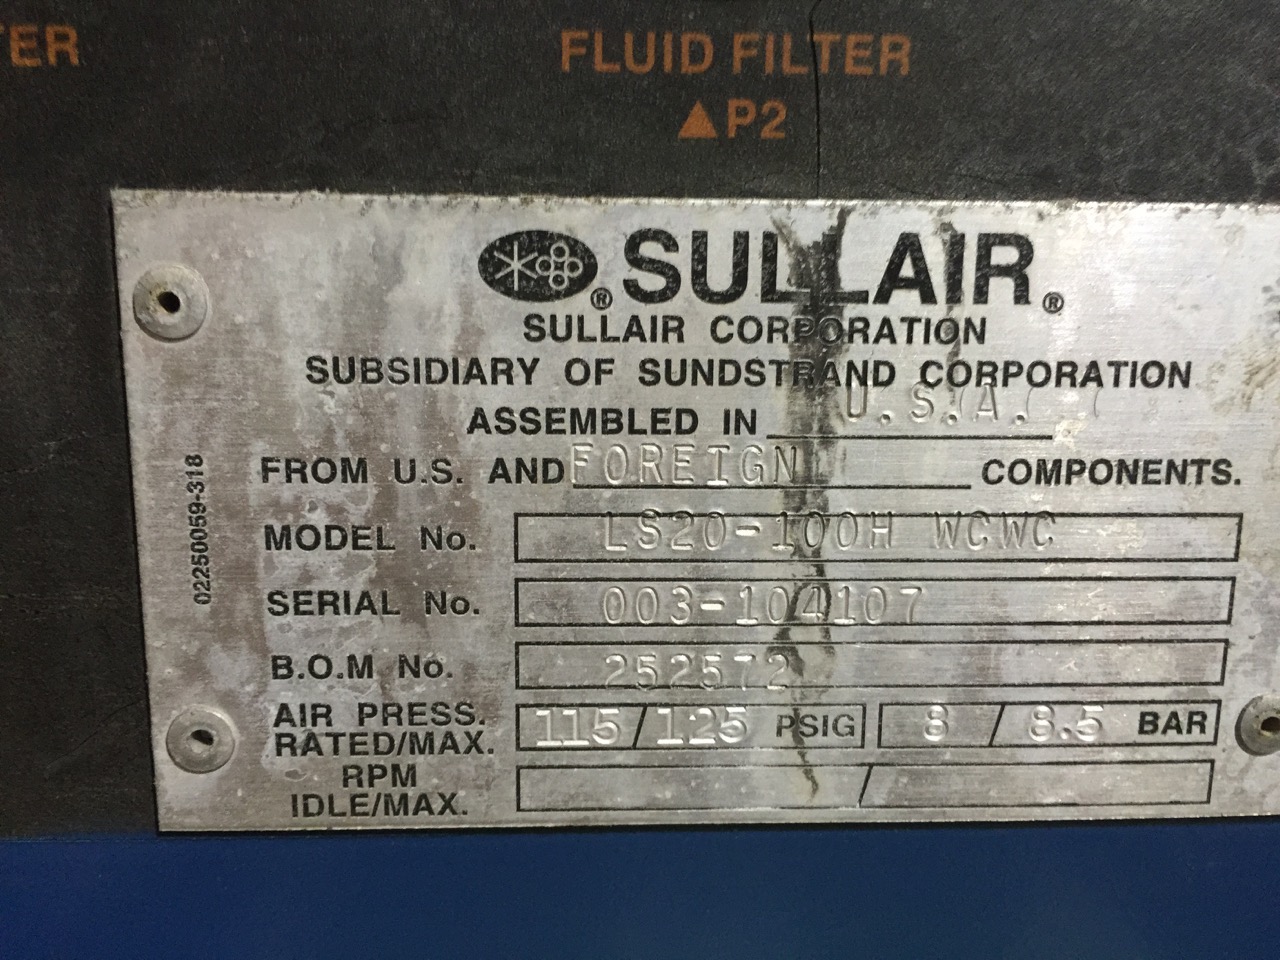 TER
FLUID FILTER
▲P2
® SULLAIR ®
SULLAIR CORPORATION
SUBSIDIARY OF SUNDSTRAND CORPORATION
ASSEMBLED IN U.S.A.
FROM U.S. AND FOREIGN COMPONENTS.
MODEL No. LS20-100H WCWC
SERIAL No. 003-104107
B.O.M No. 252572
AIR PRESS. RATED/MAX. 115 / 125 PSIG 8 / 8.5 BAR
RPM IDLE/MAX. /
02250059-318